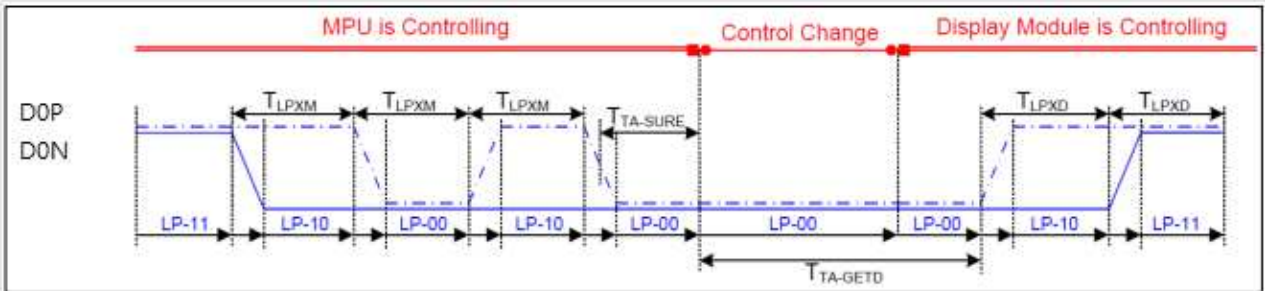 MPU is Controlling Control Change Display Module is Controlling
D0P TLPXM TLPXM TLPXM TTA-SURE TLPXD TLPXD
D0N
LP-11 LP-10 LP-00 LP-10 LP-00 LP-00 LP-00 LP-10 LP-11
TTA-GETD